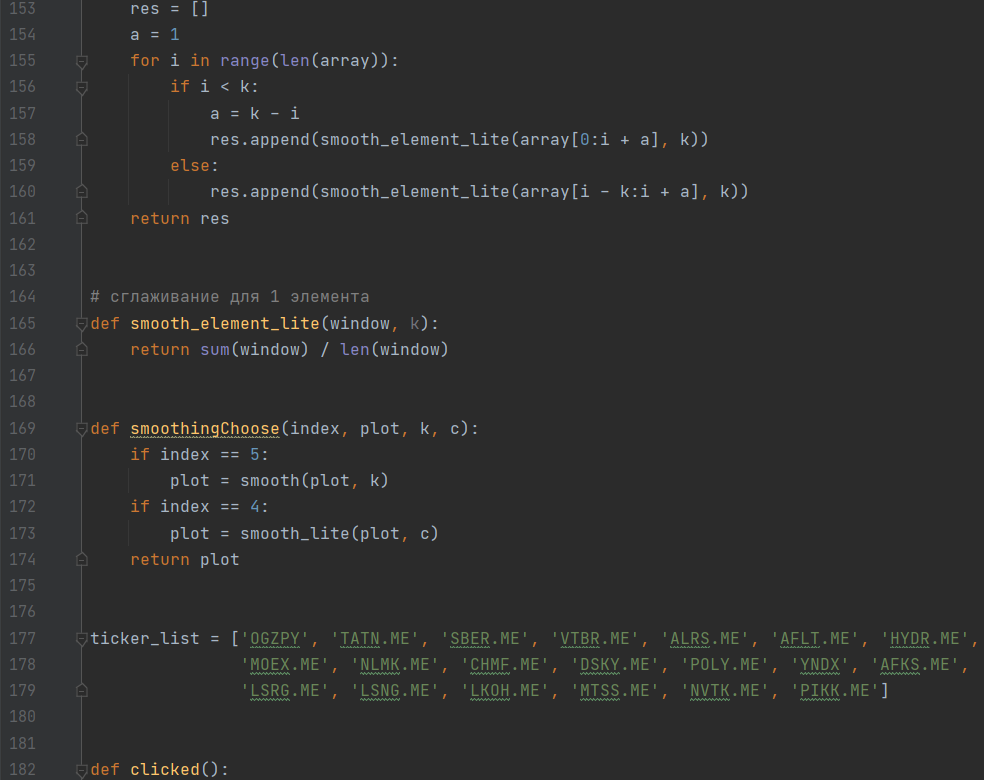 153 res = []
154 a = 1
155 for i in range(len(array)):
156 if i < k:
157 a = k - i
158 res.append(smooth_element_lite(array[0:i + a], k))
159 else:
160 res.append(smooth_element_lite(array[i - k:i + a], k))
161 return res
162
163
164 # сглаживание для 1 элемента
165 def smooth_element_lite(window, k):
166 return sum(window) / len(window)
167
168
169 def smoothingChoose(index, plot, k, c):
170 if index == 5:
171 plot = smooth(plot, k)
172 if index == 4:
173 plot = smooth_lite(plot, c)
174 return plot
175
176
177 ticker_list = ['OGZPY', 'TATN.ME', 'SBER.ME', 'VTBR.ME', 'ALRS.ME', 'AFLT.ME', 'HYDR.ME',
178 'MOEX.ME', 'NLMK.ME', 'CHMF.ME', 'DSKY.ME', 'POLY.ME', 'YNDX', 'AFKS.ME',
179 'LSRG.ME', 'LSNG.ME', 'LKOH.ME', 'MTSS.ME', 'NVTK.ME', 'PIKK.ME']
180
181
182 def clicked():